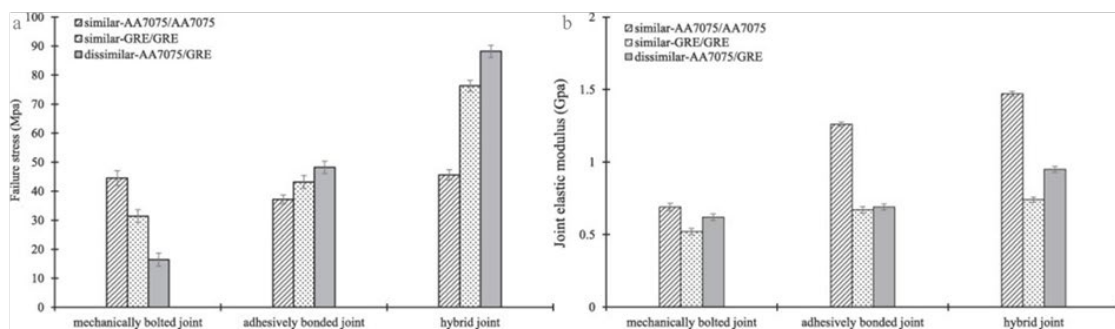 a
similar-AA7075/AA7075
similar-GRE/GRE
dissimilar-AA7075/GRE
Failure stress (Mpa)
100
90
80
70
60
50
40
30
20
10
0
mechanically bolted joint
adhesively bonded joint
hybrid joint
b
similar-AA7075/AA7075
similar-GRE/GRE
dissimilar-AA7075/GRE
Joint elastic modulus (Gpa)
2
1.5
1
0.5
0
mechanically bolted joint
adhesively bonded joint
hybrid joint